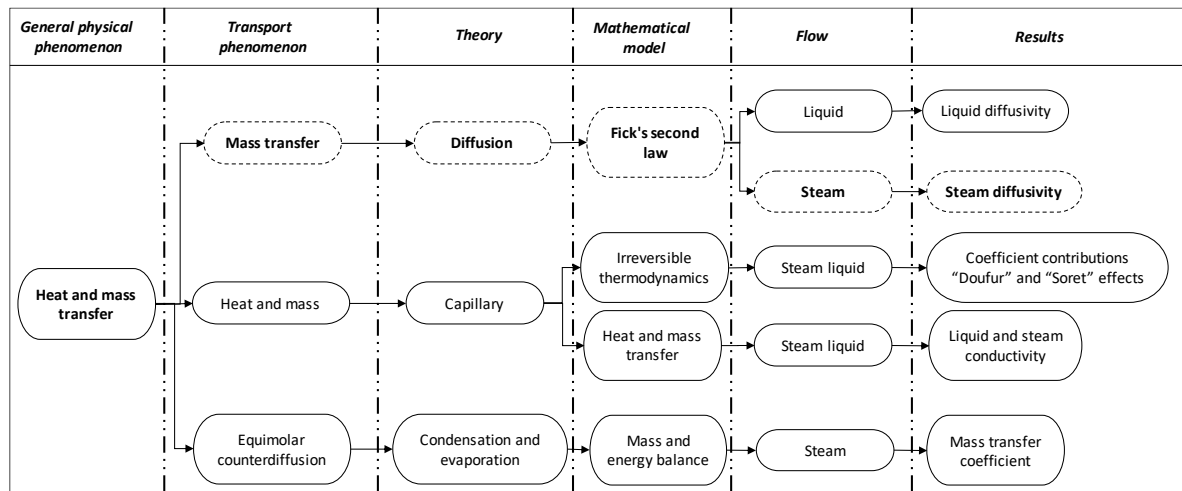 General physical
phenomenon
Transport
phenomenon
Theory
Mathematical
model
Flow
Results
Heat and mass
transfer
Mass transfer
Diffusion
Fick's second
law
Liquid
Liquid diffusivity
Steam
Steam diffusivity
Heat and mass
Capillary
Irreversible
thermodynamics
Steam liquid
Coefficient contributions
“Doufur” and “Soret” effects
Heat and mass
transfer
Steam liquid
Liquid and steam
conductivity
Equimolar
counterdiffusion
Condensation and
evaporation
Mass and
energy balance
Steam
Mass transfer
coefficient